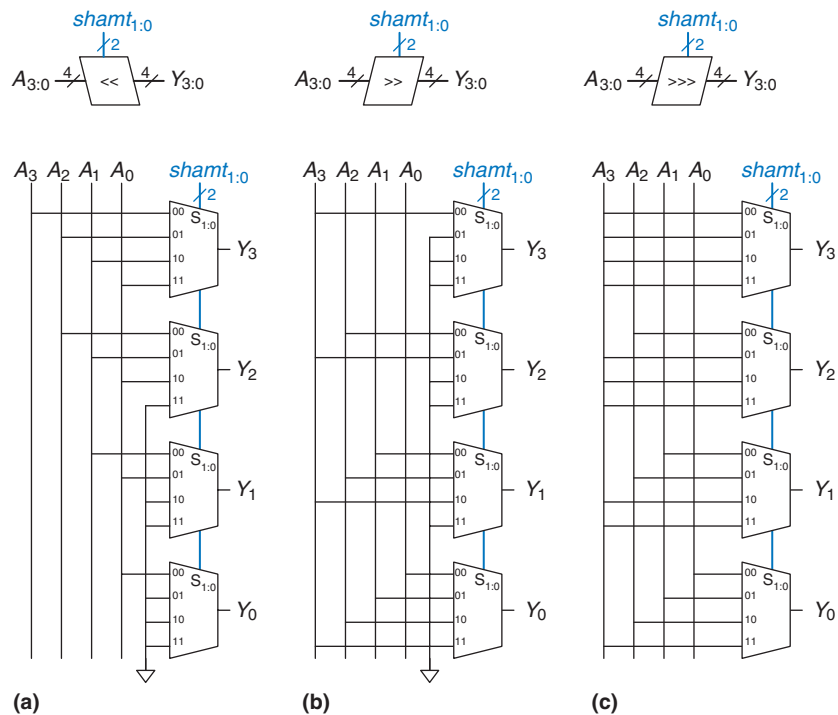 shamt1:0 shamt1:0 shamt1:0
2 2 2
A3:0 4 << 4 Y3:0 A3:0 4 >> 4 Y3:0 A3:0 4 >>> 4 Y3:0
A3 A2 A1 A0 shamt1:0 A3 A2 A1 A0 shamt1:0 A3 A2 A1 A0 shamt1:0
2 2 2
00 S1:0 00 S1:0 00 S1:0
01 Y3 01 Y3 01 Y3
10 10 10
11 11 11
00 S1:0 00 S1:0 00 S1:0
01 Y2 01 Y2 01 Y2
10 10 10
11 11 11
00 S1:0 00 S1:0 00 S1:0
01 Y1 01 Y1 01 Y1
10 10 10
11 11 11
00 S1:0 00 S1:0 00 S1:0
01 Y0 01 Y0 01 Y0
10 10 10
11 11 11
(a) (b) (c)